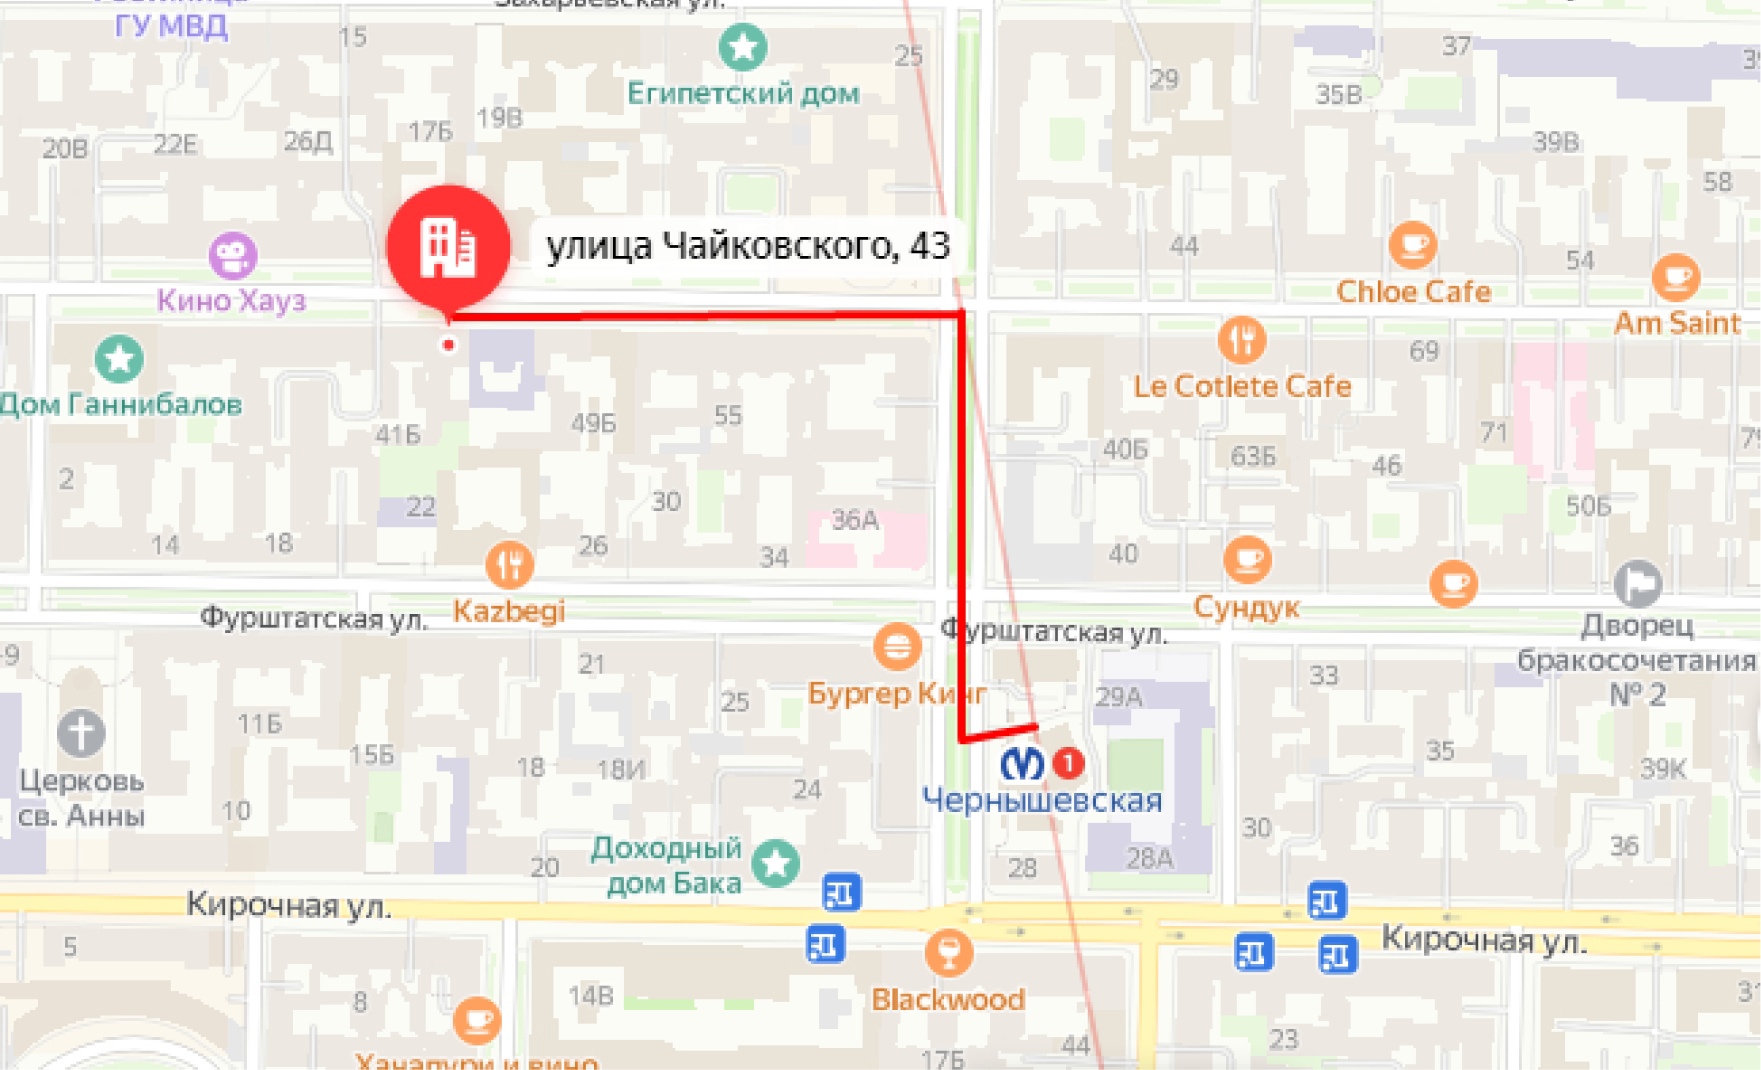 Захарьевская ул.
ГУ МВД
15
25
37
Египетский дом
29
35В
19В
17Б
26Д
22Е
20В
39В
58
улица Чайковского, 43
44
54
Кино Хауз
Chloe Cafe
Am Saint
69
Le Cotlete Cafe
Дом Ганнибалов
41Б
49Б
55
71
40Б
63Б
46
2
22
30
36А
50Б
14
18
26
34
40
Kazbegi
Сундук
Фурштатская ул.
Фурштатская ул.
Дворец
бракосочетания
№ 2
21
33
Бургер Кинг
25
29А
11Б
15Б
18
18И
35
39К
1
Чернышевская
Церковь
св. Анны
10
24
30
36
Доходный
дом Бака
20
28
28А
Кирочная ул.
Кирочная ул.
5
8
14В
Blackwood
23
44
17Б
Хачапури и вино